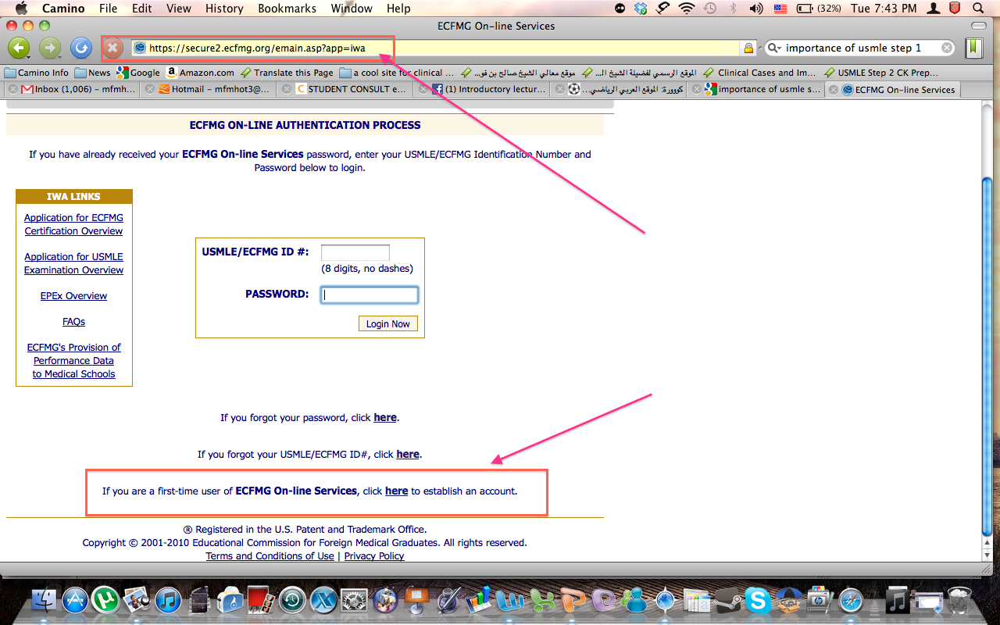 Camino File Edit View History Bookmarks Window Help (32%) Tue 7:43 PM
ECFMG On-line Services
https://secure2.ecfmg.org/emain.asp?app=iwa
importance of usmle step 1
Camino Info News Google Amazon.com Translate this Page a cool site for clinical ... موقع معالي الشيخ صالح بن فو... الموقع الرسمي لفضيلة الشيخ الـ... Clinical Cases and Im... USMLE Step 2 CK Prep...
Inbox (1,006) – mfmh... Hotmail - mfmhot3@... STUDENT CONSULT e... (1) Introductory lectur... كووورة: الموقع العربي الرياضي... importance of usmle s... ECFMG On-line Services
ECFMG ON-LINE AUTHENTICATION PROCESS
If you have already received your ECFMG On-line Services password, enter your USMLE/ECFMG Identification Number and
Password below to login.
IWA LINKS
Application for ECFMG
Certification Overview
Application for USMLE
Examination Overview
EPEx Overview
FAQs
ECFMG's Provision of
Performance Data
to Medical Schools
USMLE/ECFMG ID #:
(8 digits, no dashes)
PASSWORD:
Login Now
If you forgot your password, click here.
If you forgot your USMLE/ECFMG ID#, click here.
If you are a first-time user of ECFMG On-line Services, click here to establish an account.
® Registered in the U.S. Patent and Trademark Office.
Copyright © 2001-2010 Educational Commission for Foreign Medical Graduates. All rights reserved.
Terms and Conditions of Use | Privacy Policy